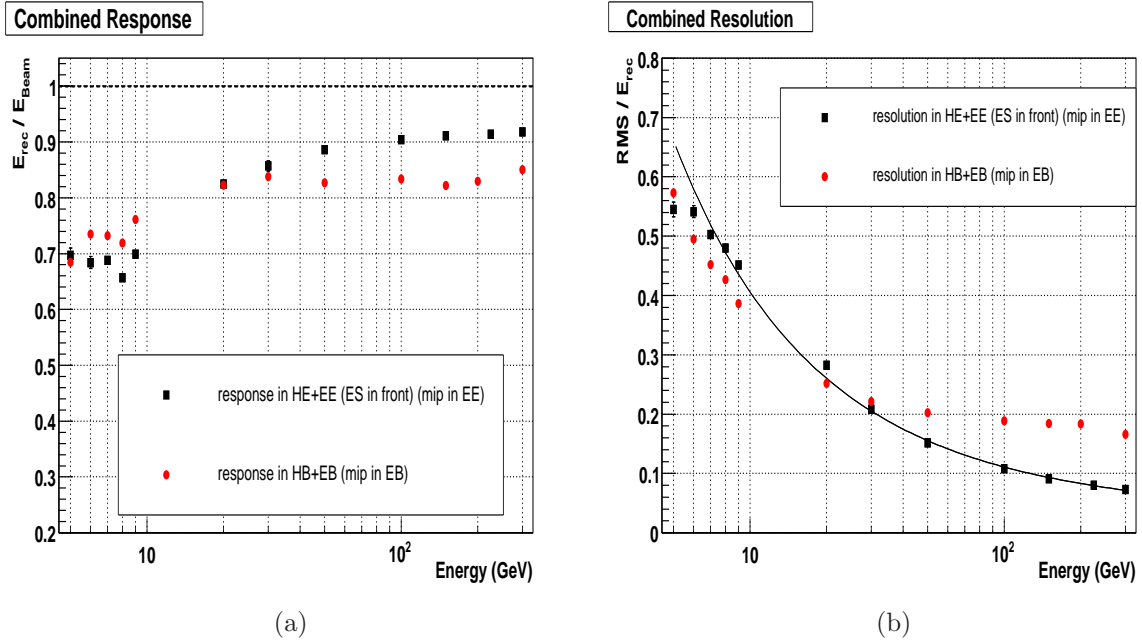 Combined Response
E_rec / E_Beam
1
0.9
0.8
0.7
0.6
0.5
0.4
0.3
0.2
response in HE+EE (ES in front) (mip in EE)
response in HB+EB (mip in EB)
10
10²
Energy (GeV)
(a)
Combined Resolution
RMS / E_rec
0.8
0.7
0.6
0.5
0.4
0.3
0.2
0.1
0
resolution in HE+EE (ES in front) (mip in EE)
resolution in HB+EB (mip in EB)
10
10²
Energy (GeV)
(b)